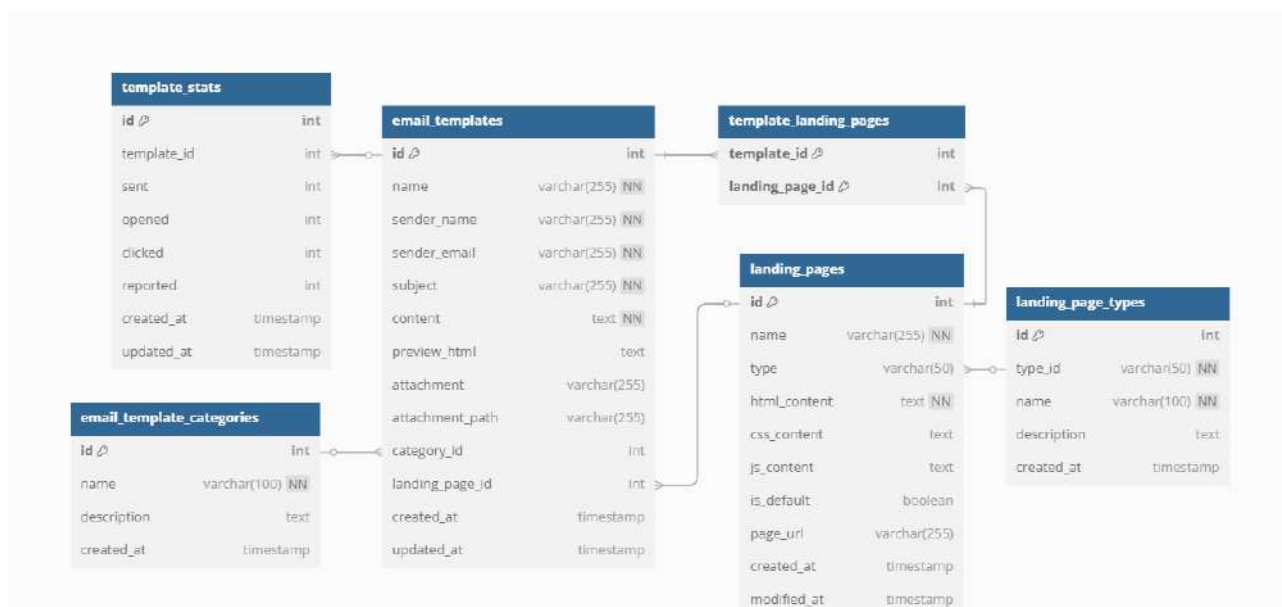 template_stats
id int
template_id int
sent int
opened int
clicked int
reported int
created_at timestamp
updated_at timestamp
email_templates
id int
name varchar(255) NN
sender_name varchar(255) NN
sender_email varchar(255) NN
subject varchar(255) NN
content text NN
preview_html text
attachment varchar(255)
attachment_path varchar(255)
category_id int
landing_page_id int
created_at timestamp
updated_at timestamp
template_landing_pages
template_id int
landing_page_id int
email_template_categories
id int
name varchar(100) NN
description text
created_at timestamp
landing_pages
id int
name varchar(255) NN
type varchar(50)
html_content text NN
css_content text
js_content text
is_default boolean
page_url varchar(255)
created_at timestamp
modified_at timestamp
landing_page_types
id int
type_id varchar(50) NN
name varchar(100) NN
description text
created_at timestamp